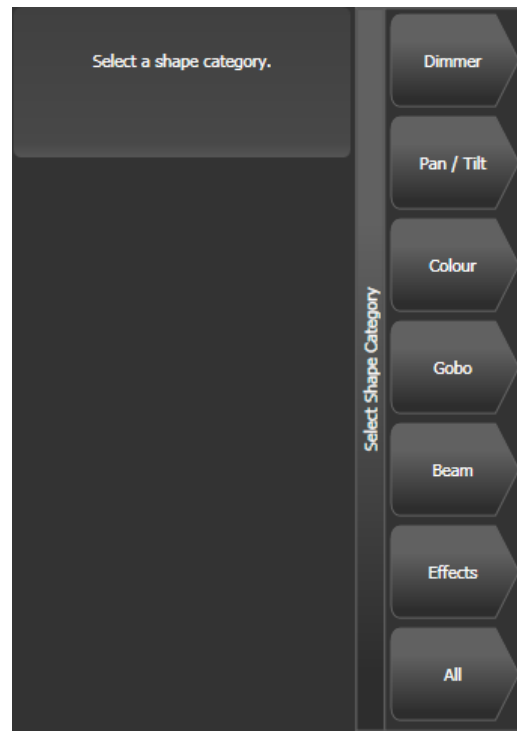 Select a shape category.
Select Shape Category
Dimmer
Pan / Tilt
Colour
Gobo
Beam
Effects
All